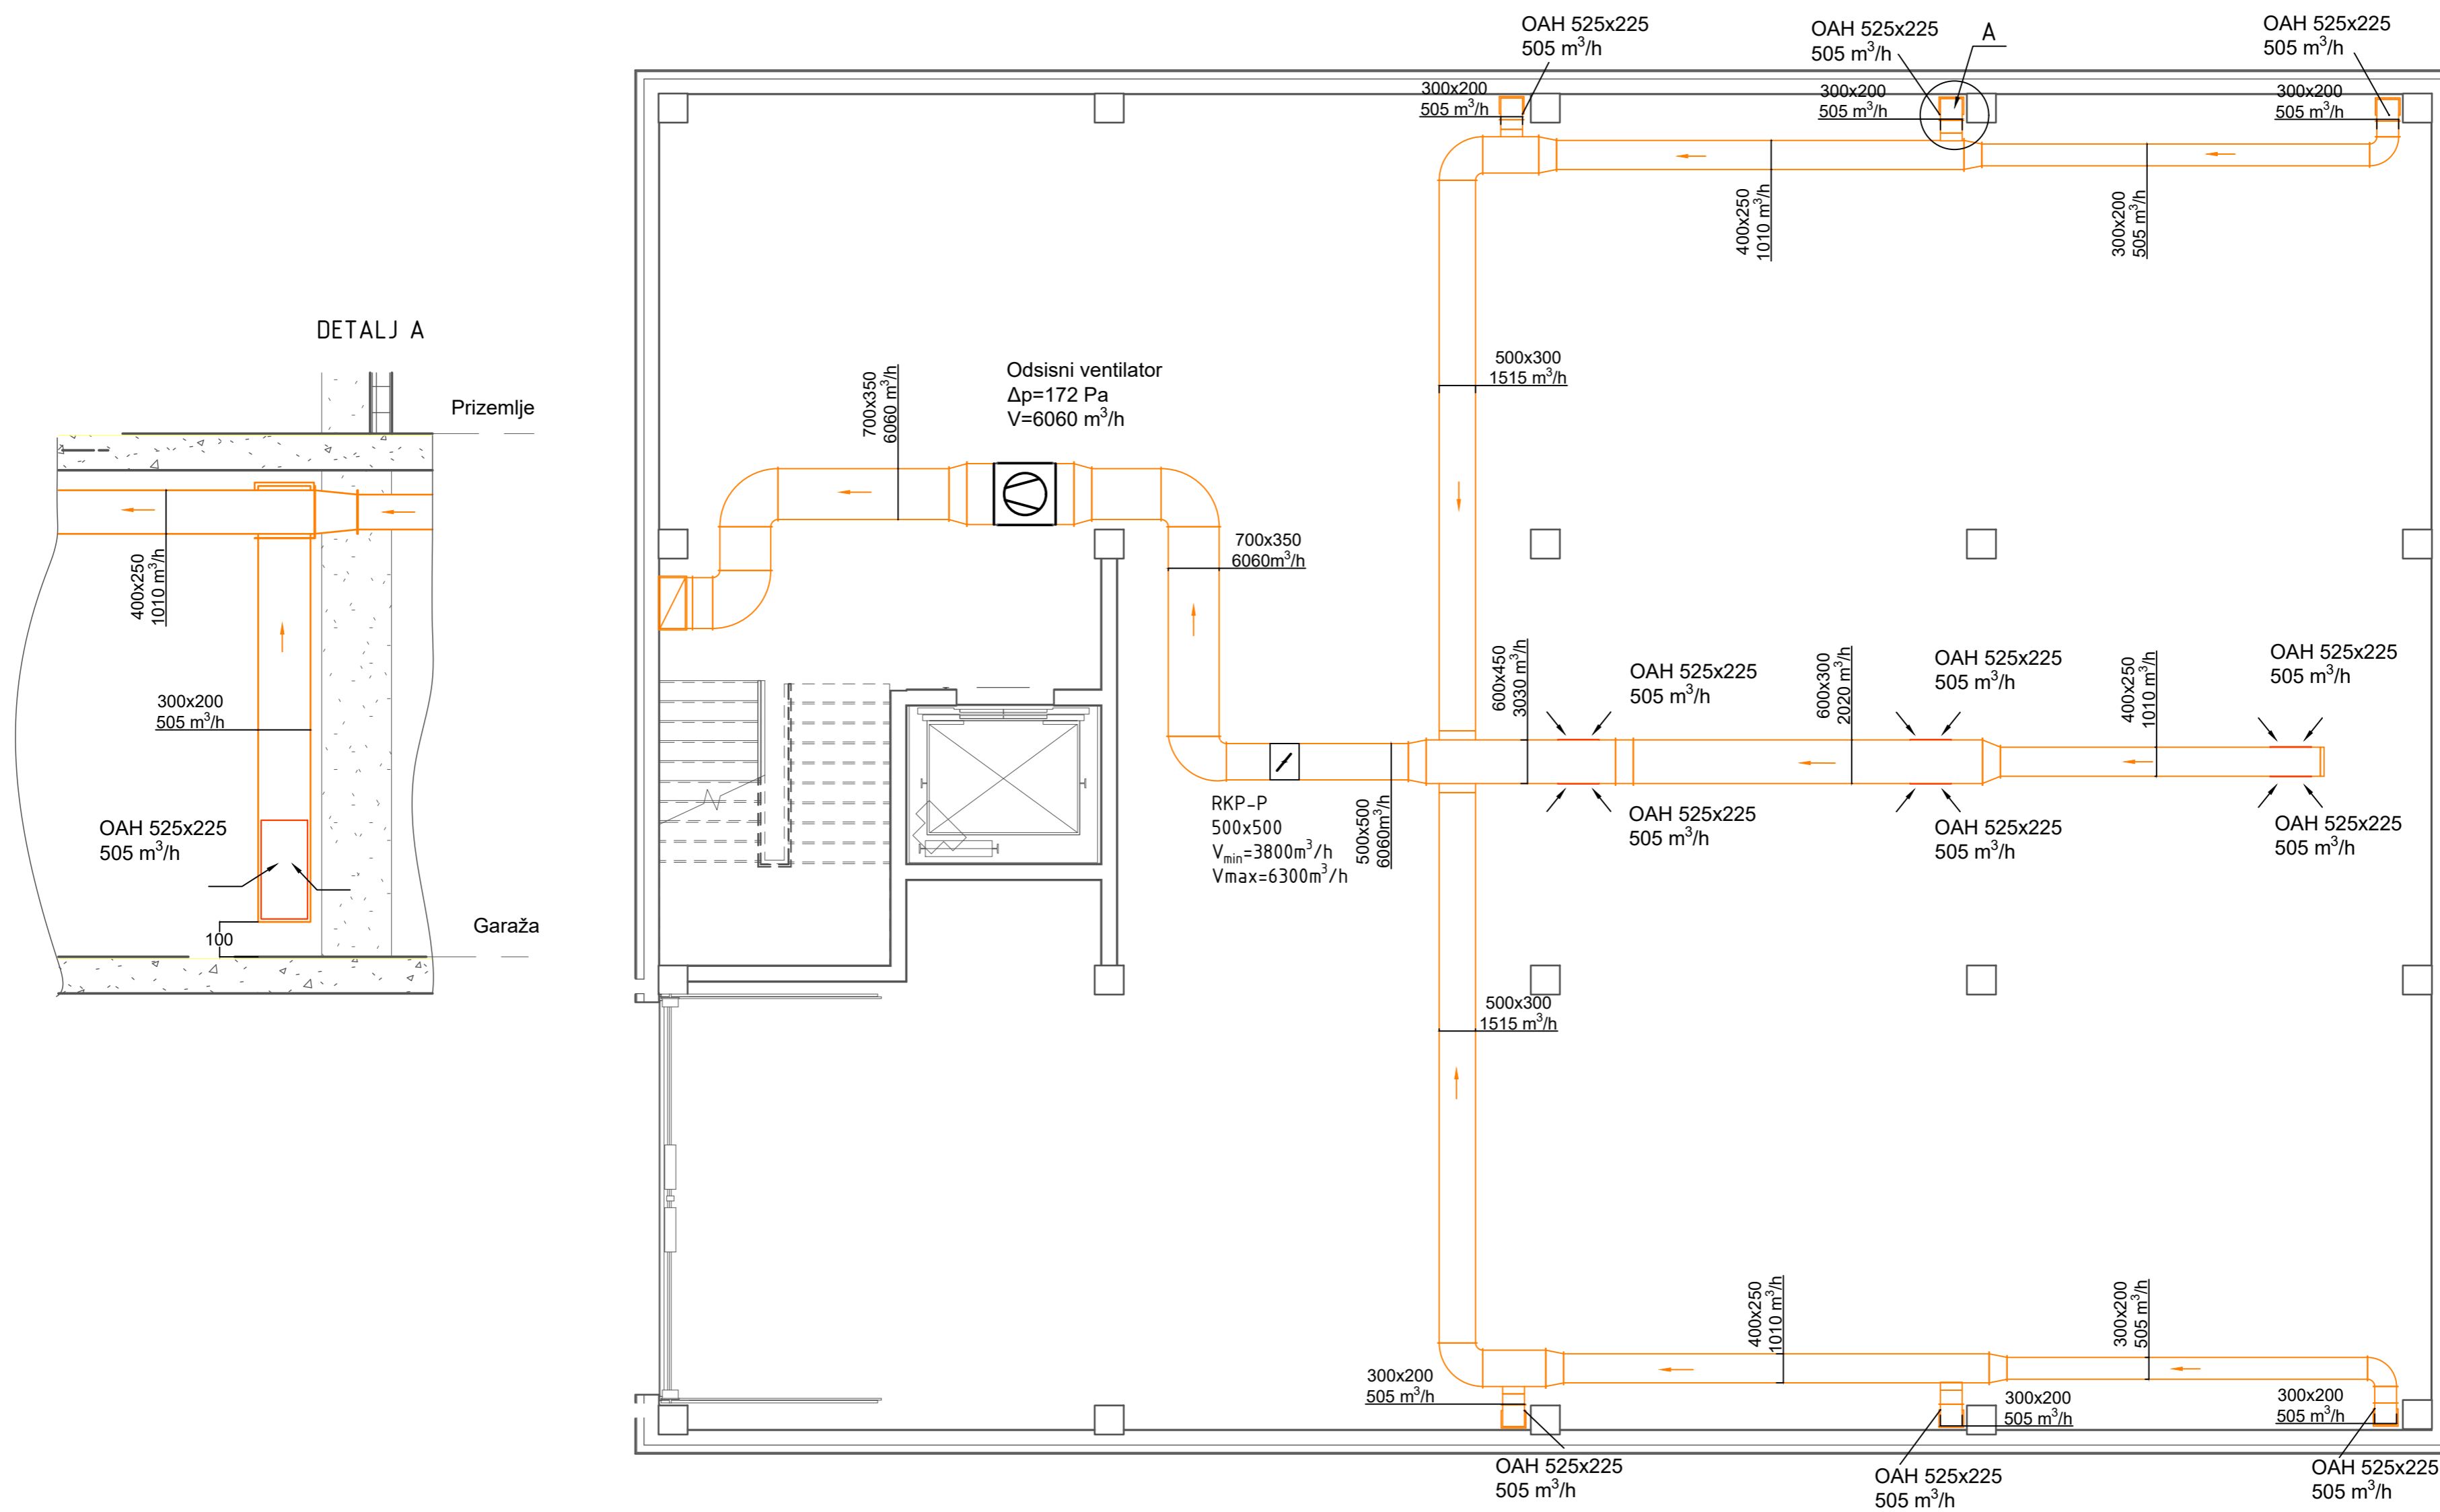 OAH 525x225
505 m³/h
OAH 525x225
505 m³/h
A
OAH 525x225
505 m³/h
300x200
505 m³/h
300x200
505 m³/h
300x200
505 m³/h
400x250
1010 m³/h
300x200
505 m³/h
DETALJ A
Prizemlje
400x250
1010 m³/h
300x200
505 m³/h
OAH 525x225
505 m³/h
100
Garaža
700x350
6060 m³/h
Odsisni ventilator
Δp=172 Pa
V=6060 m³/h
500x300
1515 m³/h
700x350
6060m³/h
600x450
3030 m³/h
OAH 525x225
505 m³/h
600x300
2020 m³/h
OAH 525x225
505 m³/h
400x250
1010 m³/h
OAH 525x225
505 m³/h
RKP-P
500x500
Vmin=3800m³/h
Vmax=6300m³/h
500x500
6060m³/h
OAH 525x225
505 m³/h
OAH 525x225
505 m³/h
OAH 525x225
505 m³/h
500x300
1515 m³/h
400x250
1010 m³/h
300x200
505 m³/h
300x200
505 m³/h
300x200
505 m³/h
300x200
505 m³/h
OAH 525x225
505 m³/h
OAH 525x225
505 m³/h
OAH 525x225
505 m³/h